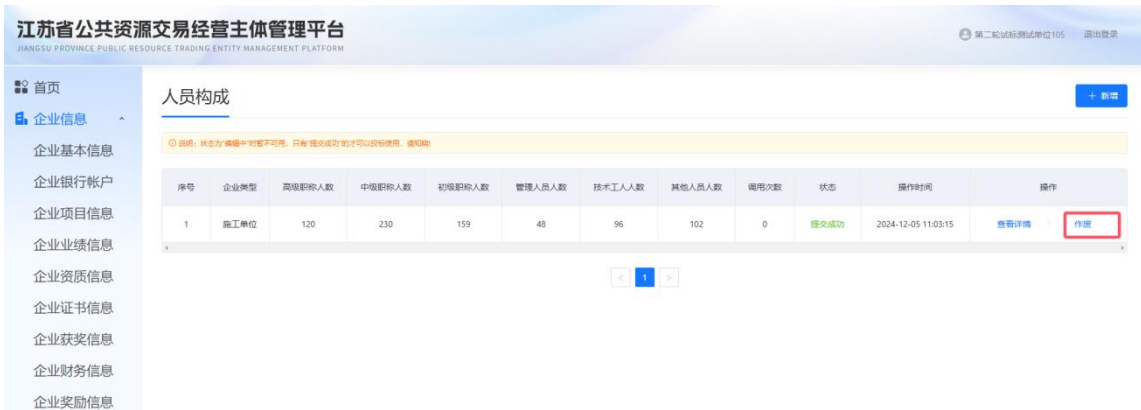 江苏省公共资源交易经营主体管理平台
JIANGSU PROVINCE PUBLIC RESOURCE TRADING ENTITY MANAGEMENT PLATFORM
第二轮试标测试单位105 退出登录
首页
企业信息
企业基本信息
企业银行帐户
企业项目信息
企业业绩信息
企业资质信息
企业证书信息
企业获奖信息
企业财务信息
企业奖励信息
人员构成
+ 新增
说明：状态为"编辑中"时暂不可用，只有"提交成功"的才可以投标使用，请知晓!
序号 企业类型 高级职称人数 中级职称人数 初级职称人数 管理人员人数 技术工人人数 其他人员人数 调用次数 状态 操作时间 操作
1 施工单位 120 230 159 48 96 102 0 提交成功 2024-12-05 11:03:15 查看详情 作废
< 1 >